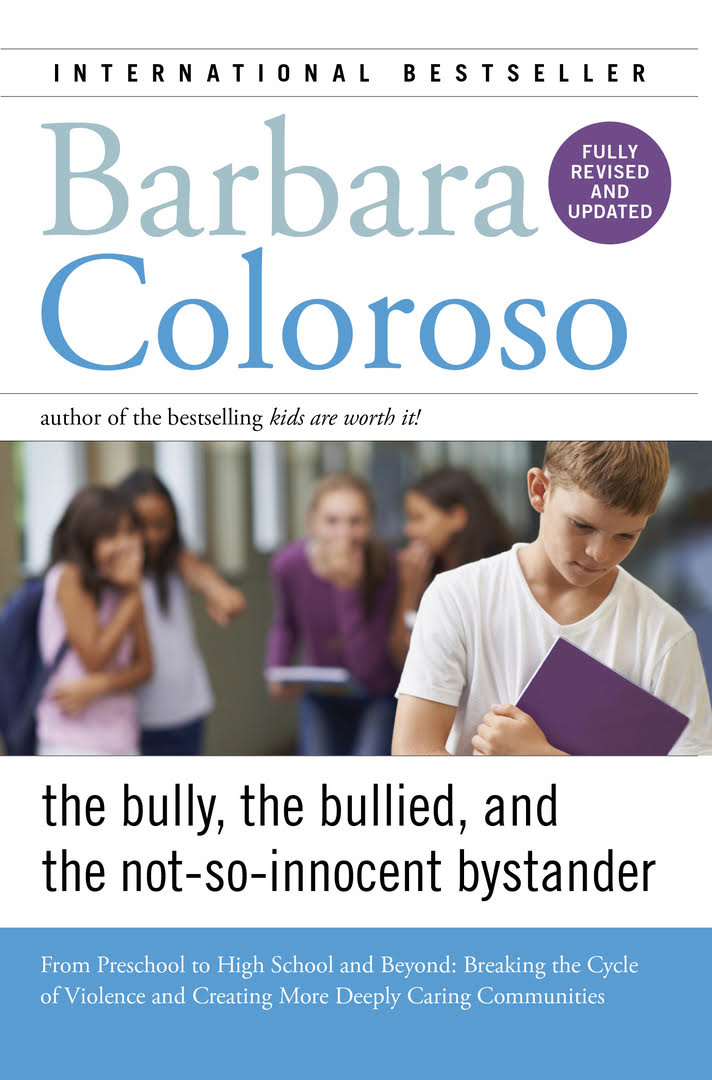 INTERNATIONAL BESTSELLER
Barbara
Coloroso
FULLY
REVISED
AND
UPDATED
author of the bestselling kids are worth it!
the bully, the bullied, and
the not-so-innocent bystander
From Preschool to High School and Beyond: Breaking the Cycle
of Violence and Creating More Deeply Caring Communities